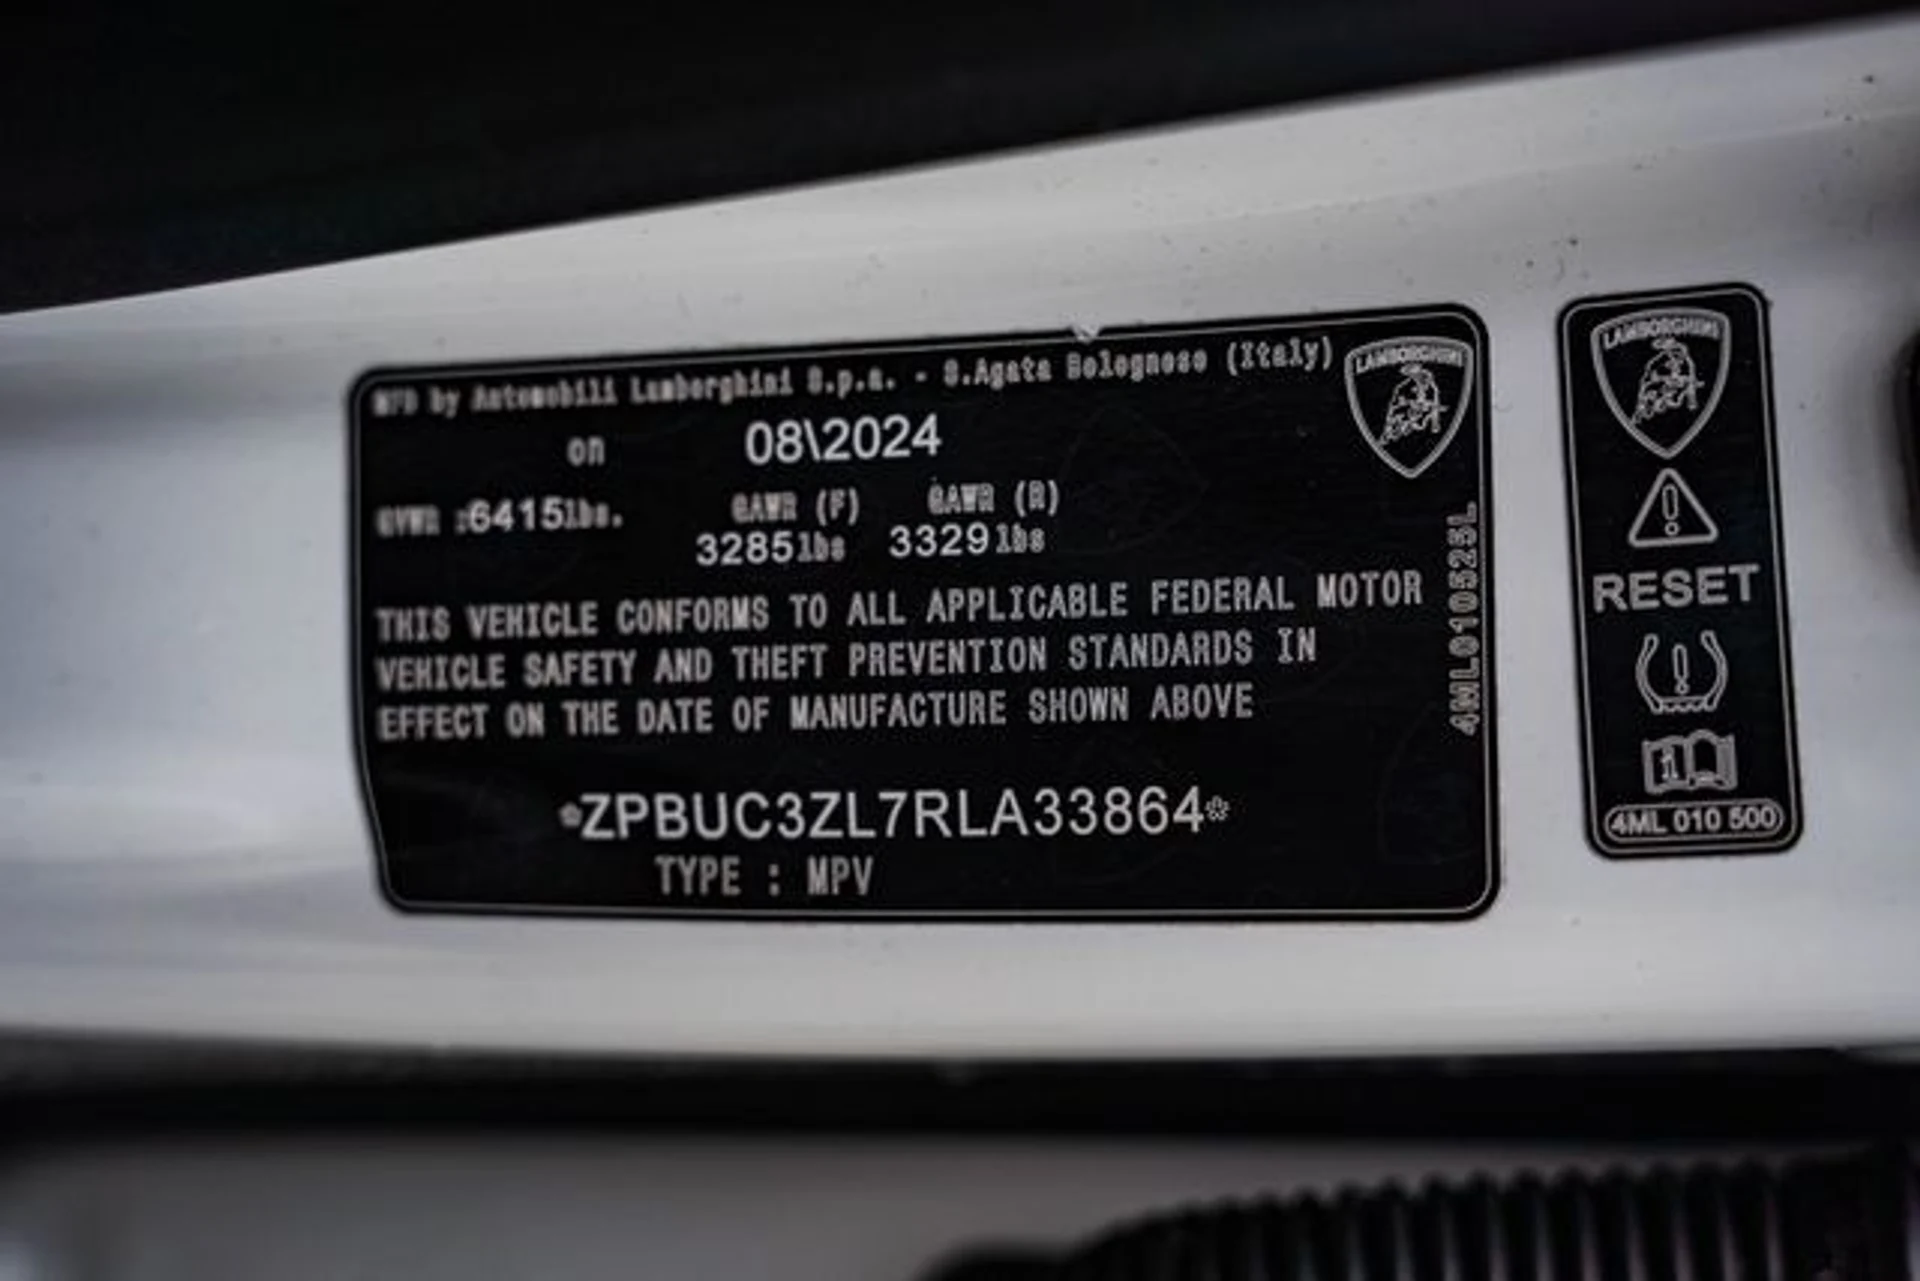 MFD by Automobili Lamborghini S.p.a. - S.Agata Bolognese (Italy)
on 08\2024
GVWR :6415lbs. GAWR (F) GAWR (R)
3285lbs 3329lbs
THIS VEHICLE CONFORMS TO ALL APPLICABLE FEDERAL MOTOR
VEHICLE SAFETY AND THEFT PREVENTION STANDARDS IN
EFFECT ON THE DATE OF MANUFACTURE SHOWN ABOVE
*ZPBUC3ZL7RLA33864*
TYPE : MPV
LAMBORGHINI
4ML010525L
LAMBORGHINI
RESET
4ML 010 500